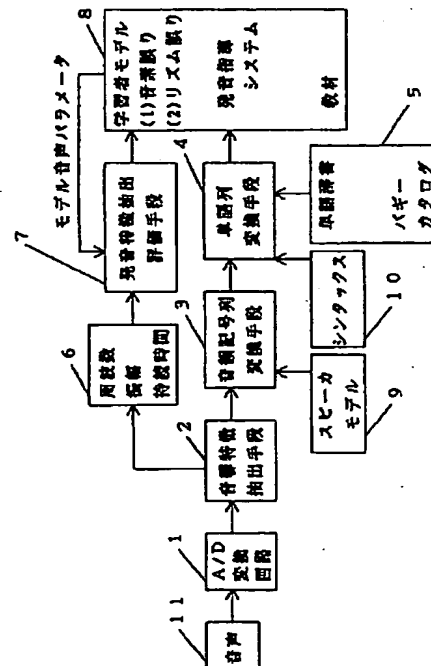 11
音声
1
A/D
変換
回路
2
音響特徴
抽出手段
6
周波数
振幅
持続時間
3
音韻記号列
変換手段
9
スピーカ
モデル
7
発音特徴抽出
評価手段
モデル音声パラメータ
4
単語列
変換手段
10
シンタックス
5
単語辞書
バギー
カタログ
8
学習者モデル
(1)音素誤り
(2)リズム誤り
発音指導
システム
教材